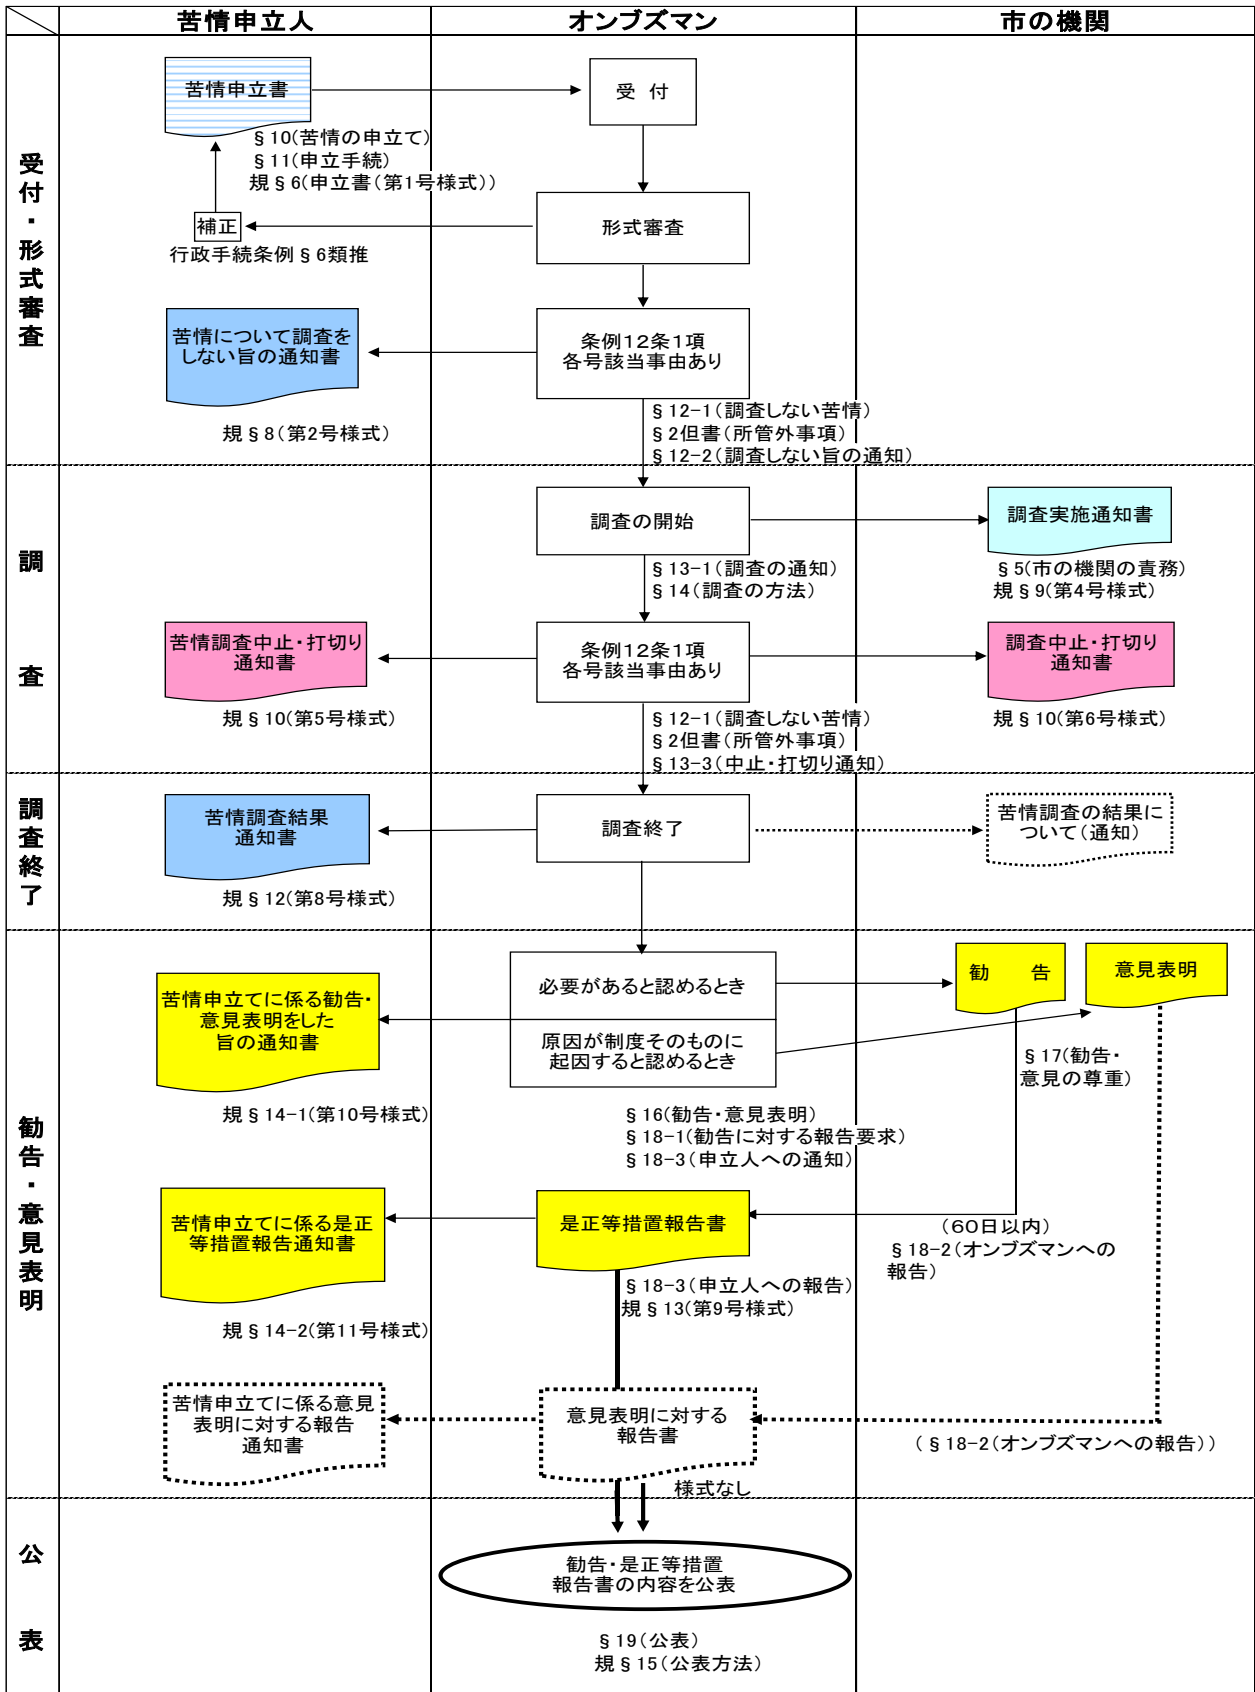 苦情申立人
オンブズマン
市の機関
受付・形式審査
苦情申立書
受 付
§10(苦情の申立て)
§11(申立手続)
規§6(申立書(第1号様式))
補正
行政手続条例§6類推
形式審査
苦情について調査を
しない旨の通知書
規§8(第2号様式)
条例12条1項
各号該当事由あり
§12-1(調査しない苦情)
§2但書(所管外事項)
§12-2(調査しない旨の通知)
調 査
調査の開始
調査実施通知書
§13-1(調査の通知)
§14(調査の方法)
§5(市の機関の責務)
規§9(第4号様式)
苦情調査中止・打切り
通知書
規§10(第5号様式)
条例12条1項
各号該当事由あり
調査中止・打切り
通知書
規§10(第6号様式)
§12-1(調査しない苦情)
§2但書(所管外事項)
§13-3(中止・打切り通知)
調査終了
苦情調査結果
通知書
規§12(第8号様式)
調査終了
苦情調査の結果に
ついて(通知)
勧告・意見表明
苦情申立てに係る勧告・
意見表明をした
旨の通知書
規§14-1(第10号様式)
必要があると認めるとき
原因が制度そのものに
起因すると認めるとき
勧 告
意見表明
§17(勧告・
意見の尊重)
§16(勧告・意見表明)
§18-1(勧告に対する報告要求)
§18-3(申立人への通知)
苦情申立てに係る是正
等措置報告通知書
規§14-2(第11号様式)
是正等措置報告書
(60日以内)
§18-2(オンブズマンへの
報告)
§18-3(申立人への報告)
規§13(第9号様式)
苦情申立てに係る意見
表明に対する報告
通知書
意見表明に対する
報告書
(§18-2(オンブズマンへの報告))
様式なし
公 表
勧告・是正等措置
報告書の内容を公表
§19(公表)
規§15(公表方法)